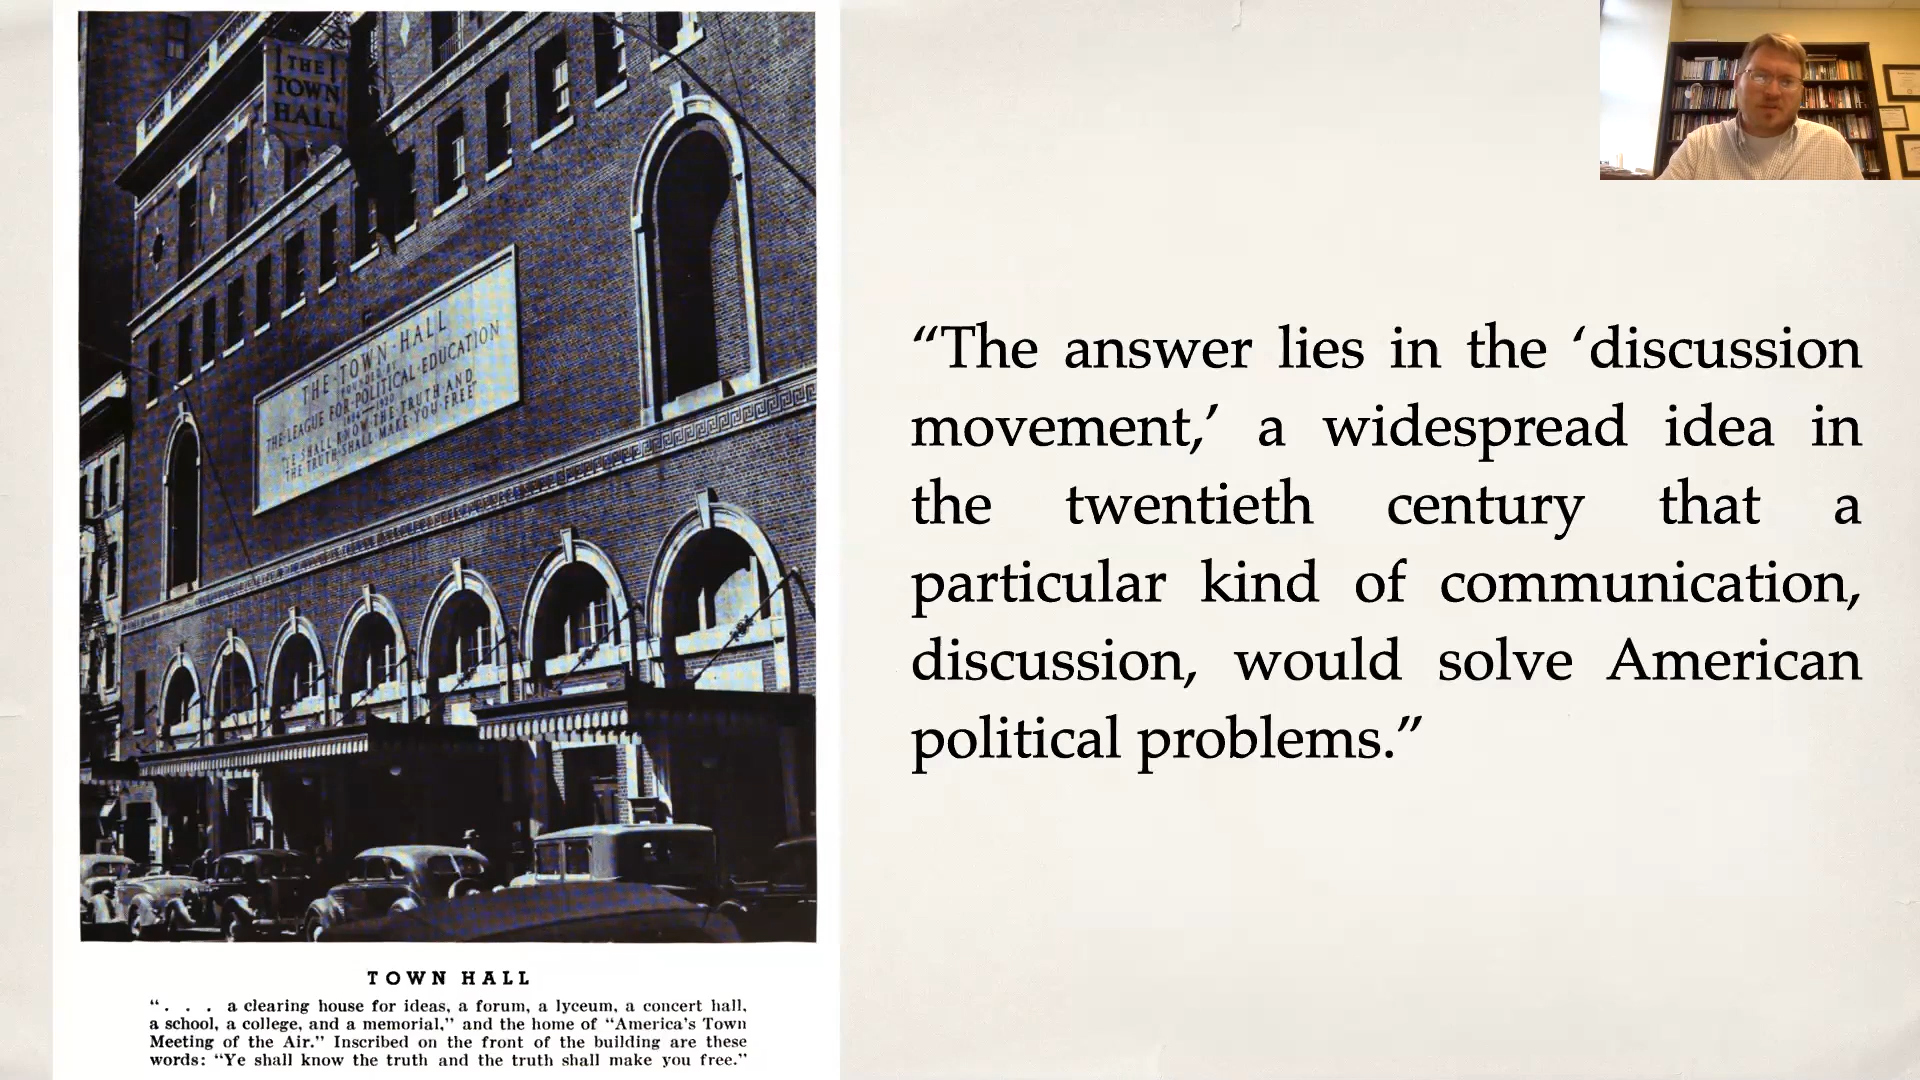 THE
TOWN
HALL
THE·TOWN·HALL
FOUNDED BY
THE·LEAGUE·FOR·POLITICAL·EDUCATION
1894—1920
YE·SHALL·KNOW·THE·TRUTH·AND
THE·TRUTH·SHALL·MAKE·YOU·FREE
TOWN HALL
“. . . a clearing house for ideas, a forum, a lyceum, a concert hall,
a school, a college, and a memorial,” and the home of “America’s Town
Meeting of the Air.” Inscribed on the front of the building are these
words: “Ye shall know the truth and the truth shall make you free.”
“The answer lies in the ‘discussion
movement,’ a widespread idea in
the twentieth century that a
particular kind of communication,
discussion, would solve American
political problems.”